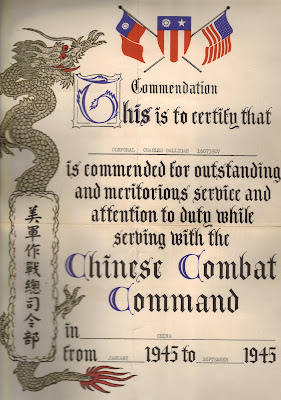 Commendation
This is to certify that
CORPORAL CHARLES
is commended for outstanding
and meritorious service and
attention to duty while
serving with the
Chinese Combat
Command
in CHINA
from JANUARY 1945 to SEPTEMBER 1945
美軍作戰總司令部